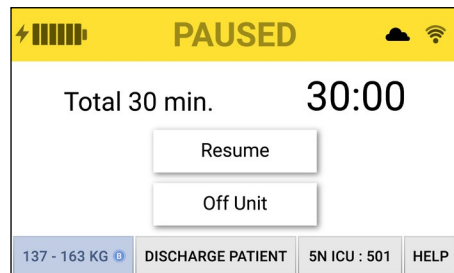 PAUSED
Total 30 min. 30:00
Resume
Off Unit
137 - 163 KG B DISCHARGE PATIENT 5N ICU : 501 HELP